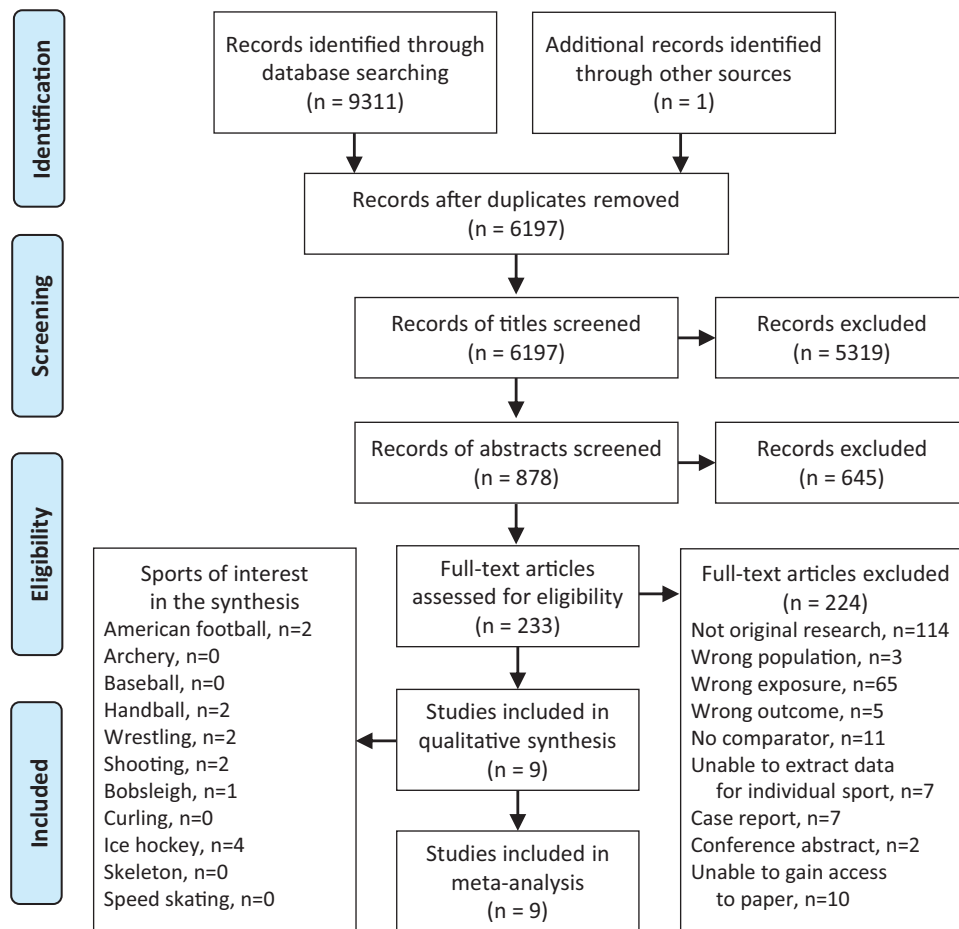 Identification
Records identified through
database searching
(n = 9311)
Additional records identified
through other sources
(n = 1)
Records after duplicates removed
(n = 6197)
Screening
Records of titles screened
(n = 6197)
Records excluded
(n = 5319)
Records of abstracts screened
(n = 878)
Records excluded
(n = 645)
Eligibility
Full-text articles
assessed for eligibility
(n = 233)
Full-text articles excluded
(n = 224)
Not original research, n=114
Wrong population, n=3
Wrong exposure, n=65
Wrong outcome, n=5
No comparator, n=11
Unable to extract data
for individual sport, n=7
Case report, n=7
Conference abstract, n=2
Unable to gain access
to paper, n=10
Sports of interest
in the synthesis
American football, n=2
Archery, n=0
Baseball, n=0
Handball, n=2
Wrestling, n=2
Shooting, n=2
Bobsleigh, n=1
Curling, n=0
Ice hockey, n=4
Skeleton, n=0
Speed skating, n=0
Included
Studies included in
qualitative synthesis
(n = 9)
Studies included in
meta-analysis
(n = 9)